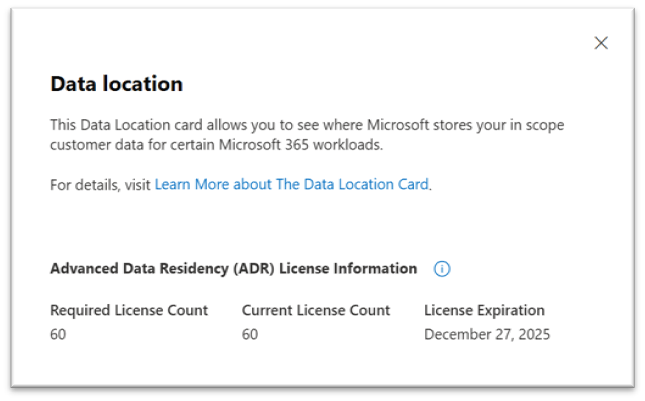 Data location
This Data Location card allows you to see where Microsoft stores your in scope
customer data for certain Microsoft 365 workloads.
For details, visit Learn More about The Data Location Card.
Advanced Data Residency (ADR) License Information
Required License Count Current License Count License Expiration
60 60 December 27, 2025